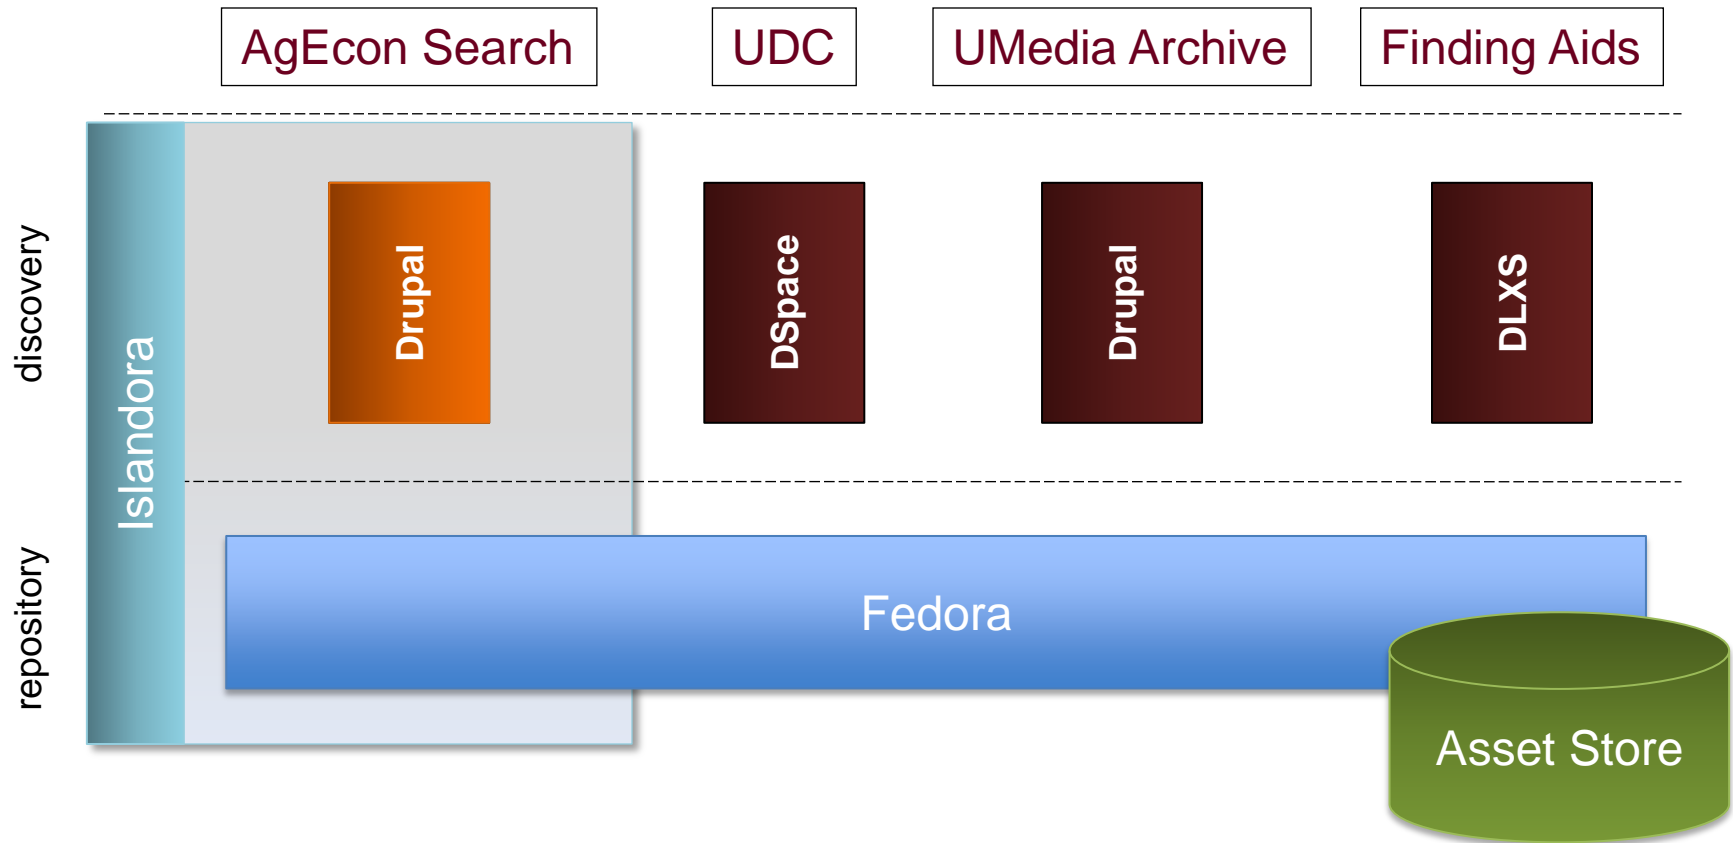 AgEcon Search
UDC
UMedia Archive
Finding Aids
discovery
Islandora
Drupal
DSpace
Drupal
DLXS
repository
Fedora
Asset Store